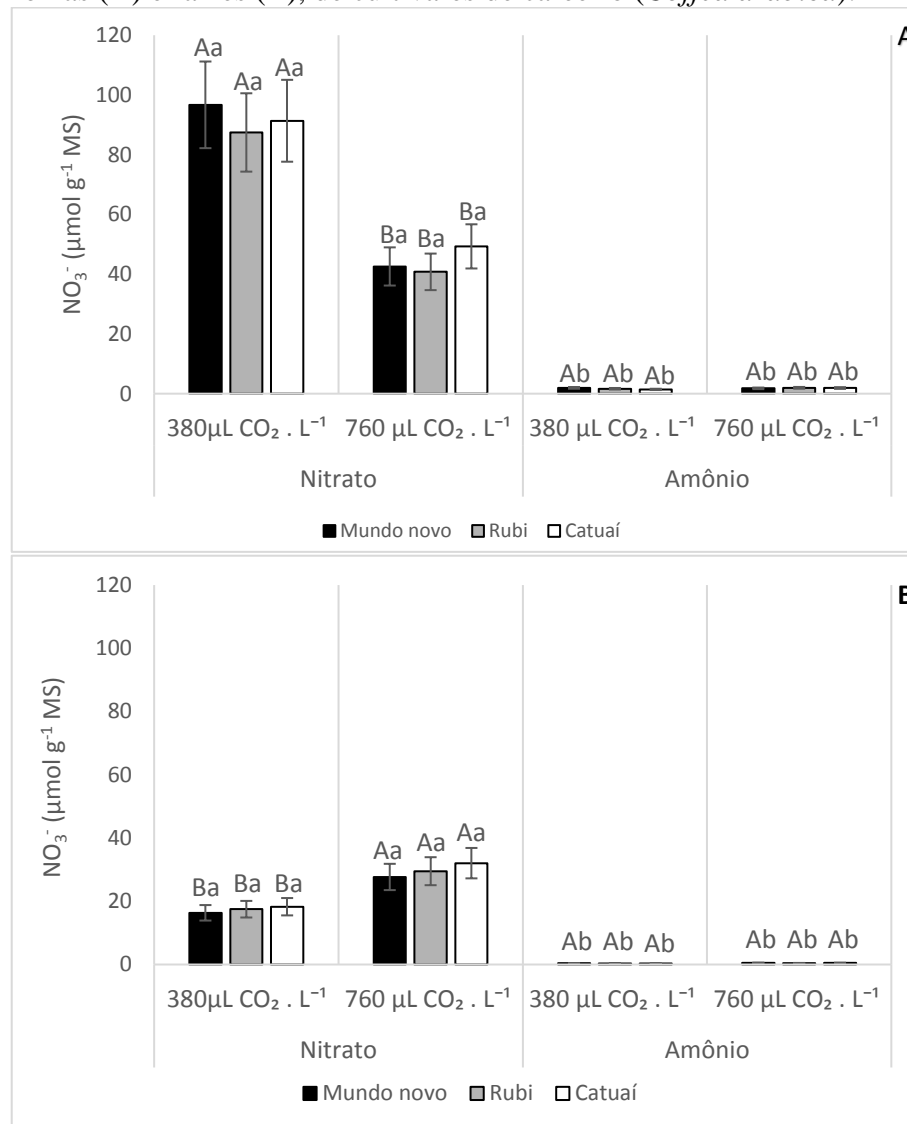 (Coffea arabica).
A
120
100
80
60
40
20
0
NO₃⁻ (µmol g⁻¹ MS)
Aa Aa Aa
Ba Ba Ba
Ab Ab Ab
Ab Ab Ab
380µL CO₂ . L⁻¹ 760 µL CO₂ . L⁻¹ 380 µL CO₂ . L⁻¹ 760 µL CO₂ . L⁻¹
Nitrato Amônio
Mundo novo Rubi Catuaí
B
120
100
80
60
40
20
0
NO₃⁻ (µmol g⁻¹ MS)
Ba Ba Ba
Aa Aa Aa
Ab Ab Ab
Ab Ab Ab
380µL CO₂ . L⁻¹ 760 µL CO₂ . L⁻¹ 380 µL CO₂ . L⁻¹ 760 µL CO₂ . L⁻¹
Nitrato Amônio
Mundo novo Rubi Catuaí